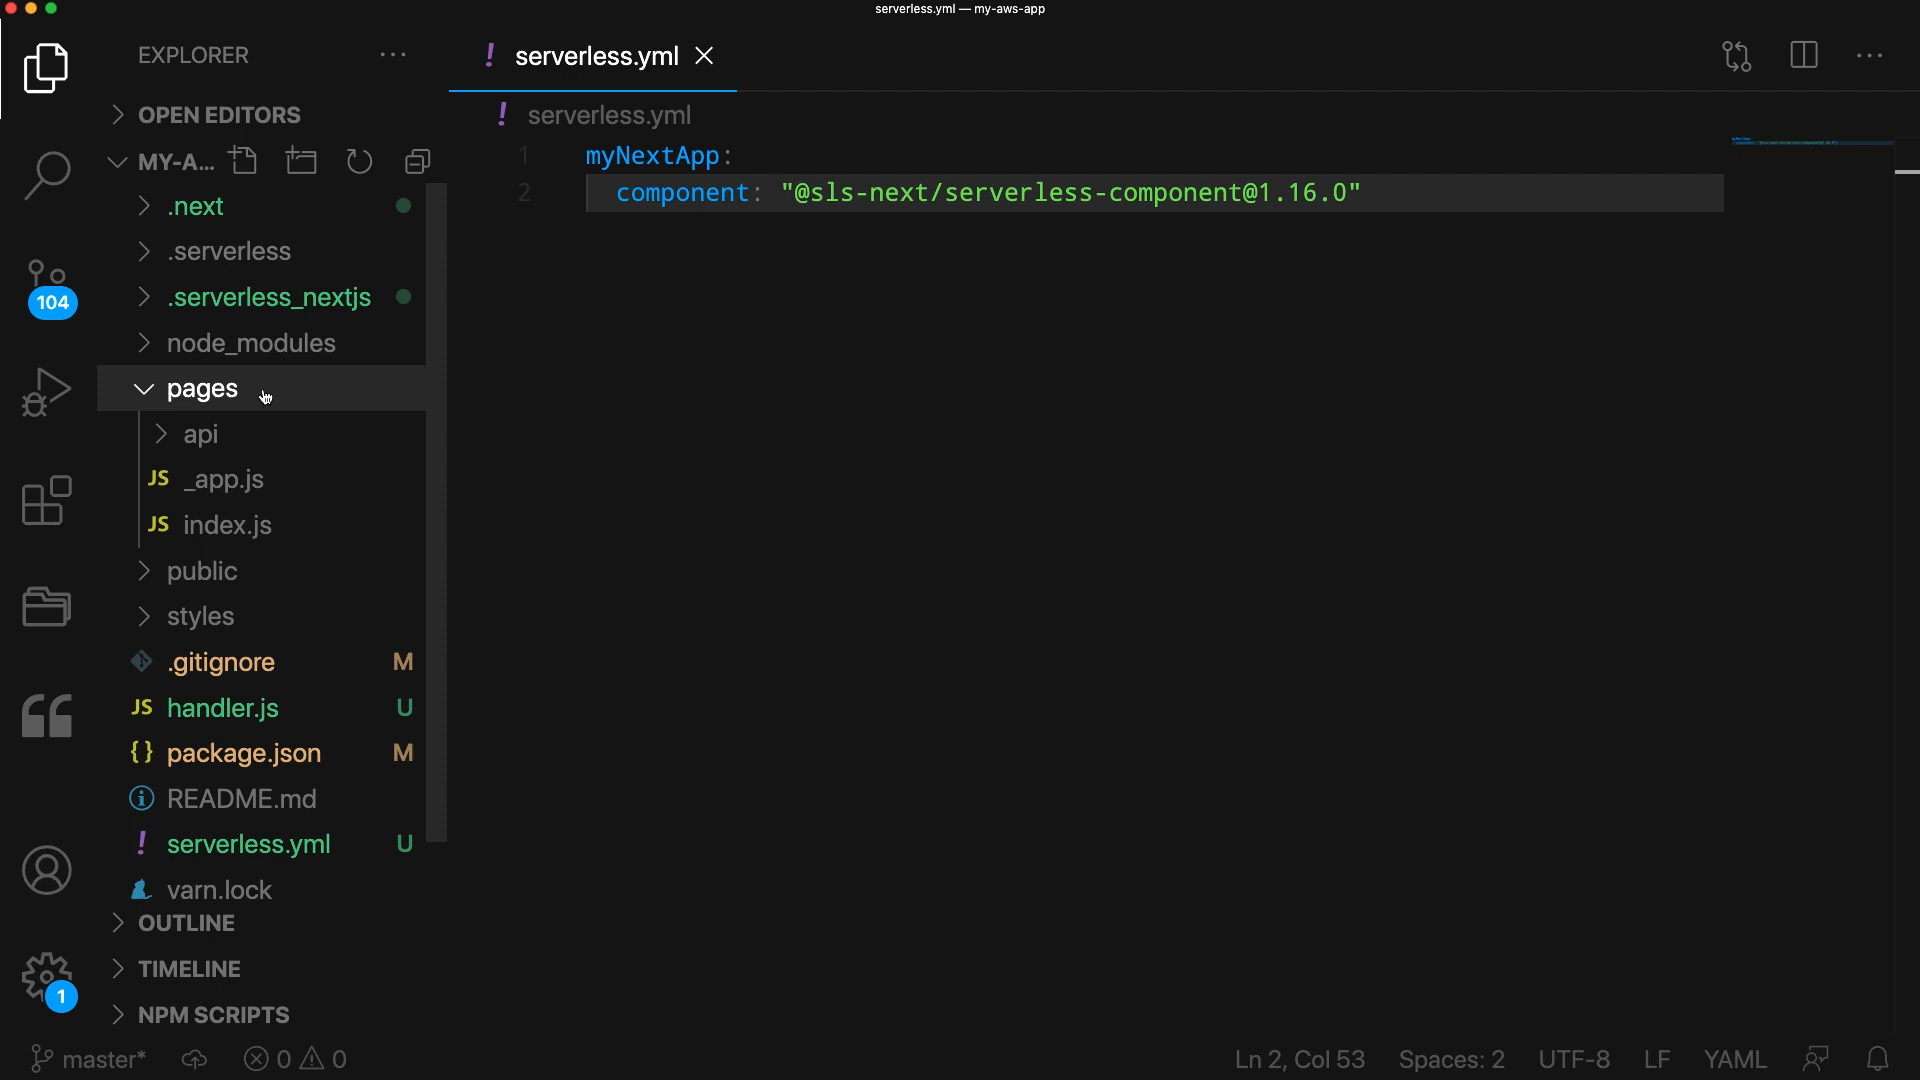 serverless.yml — my-aws-app
EXPLORER
OPEN EDITORS
MY-A...
.next
.serverless
.serverless_nextjs
node_modules
pages
api
JS _app.js
JS index.js
public
styles
.gitignore M
JS handler.js U
{} package.json M
README.md
! serverless.yml U
yarn.lock
OUTLINE
TIMELINE
NPM SCRIPTS
104
1
! serverless.yml
! serverless.yml
1 myNextApp:
2 component: "@sls-next/serverless-component@1.16.0"
master* 0 0 Ln 2, Col 53 Spaces: 2 UTF-8 LF YAML